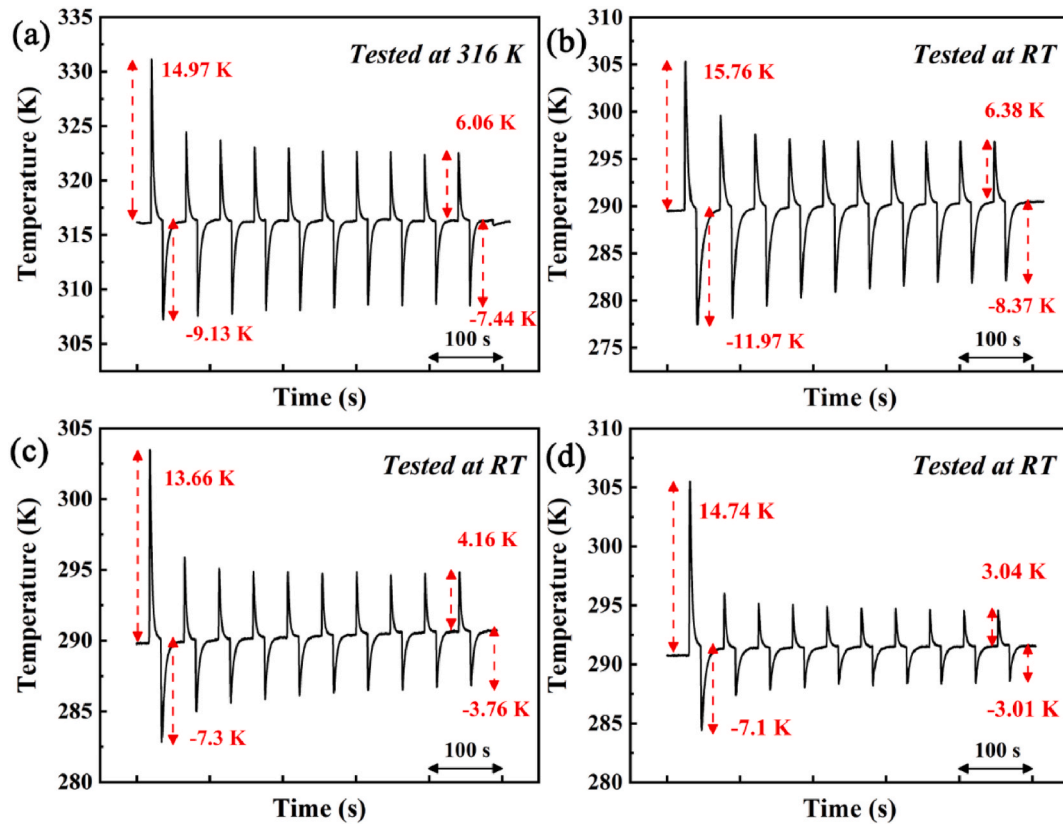 (a)
Tested at 316 K
335
330
325
320
315
310
305
Temperature (K)
14.97 K
6.06 K
-9.13 K
-7.44 K
100 s
Time (s)
(b)
Tested at RT
310
305
300
295
290
285
280
275
Temperature (K)
15.76 K
6.38 K
-11.97 K
-8.37 K
100 s
Time (s)
(c)
Tested at RT
305
300
295
290
285
280
Temperature (K)
13.66 K
4.16 K
-7.3 K
-3.76 K
100 s
Time (s)
(d)
Tested at RT
310
305
300
295
290
285
280
Temperature (K)
14.74 K
3.04 K
-7.1 K
-3.01 K
100 s
Time (s)